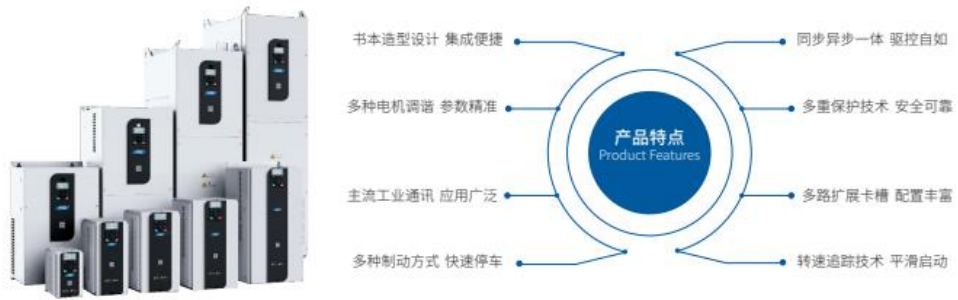 书本造型设计 集成便捷
同步异步一体 驱控自如
多种电机调谐 参数精准
多重保护技术 安全可靠
产品特点
Product Features
主流工业通讯 应用广泛
多路扩展卡槽 配置丰富
多种制动方式 快速停车
转速追踪技术 平滑启动